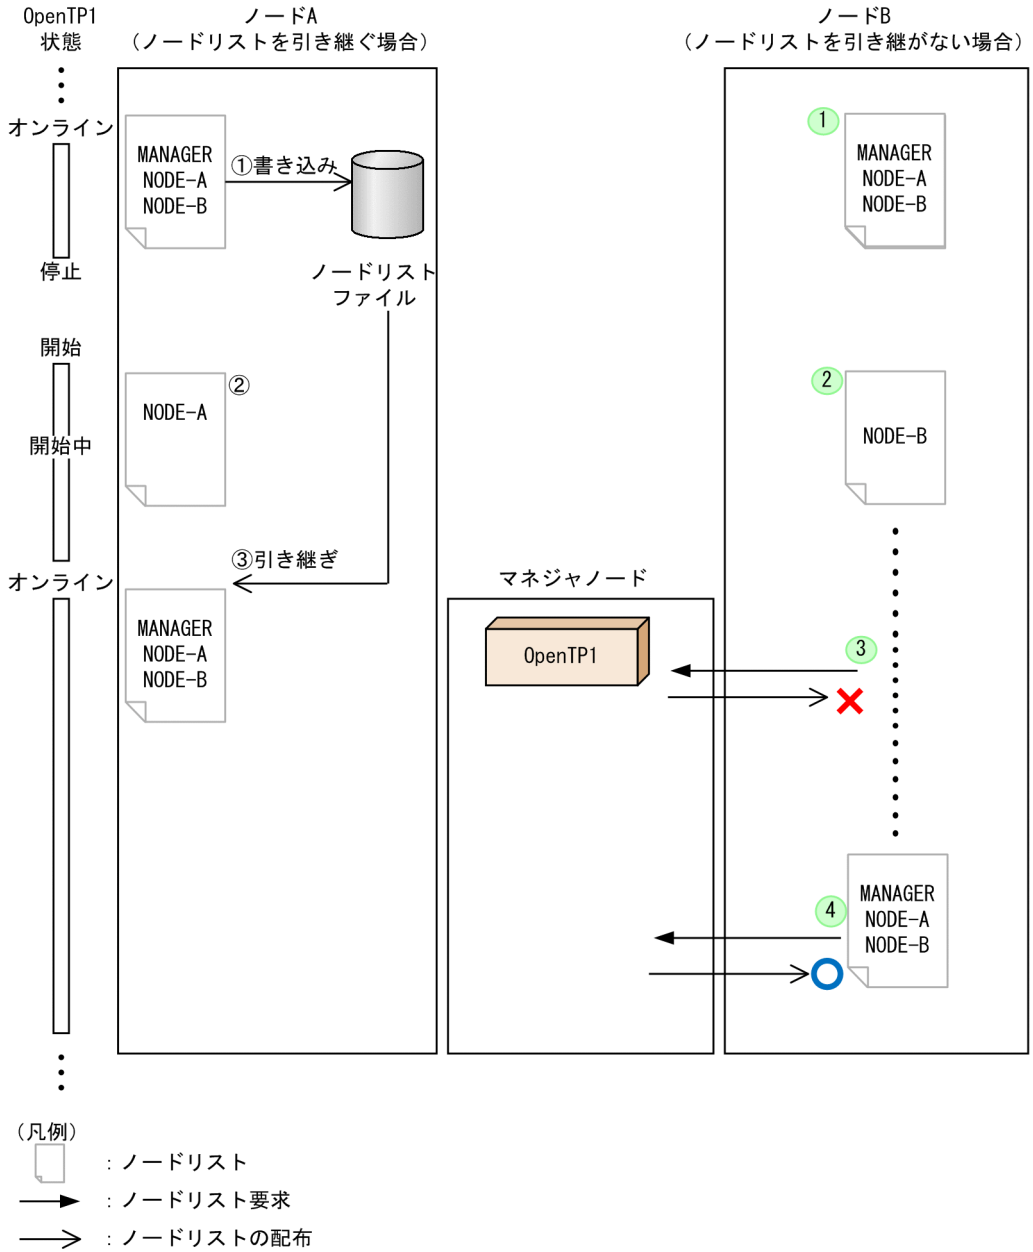 OpenTP1
状態
ノードA
(ノードリストを引き継ぐ場合)
ノードB
(ノードリストを引き継がない場合)
オンライン
MANAGER
NODE-A
NODE-B
①書き込み
ノードリスト
ファイル
1
MANAGER
NODE-A
NODE-B
停止
開始
NODE-A
②
2
NODE-B
開始中
③引き継ぎ
オンライン
MANAGER
NODE-A
NODE-B
マネジャノード
OpenTP1
3
4
MANAGER
NODE-A
NODE-B
(凡例)
:ノードリスト
:ノードリスト要求
:ノードリストの配布